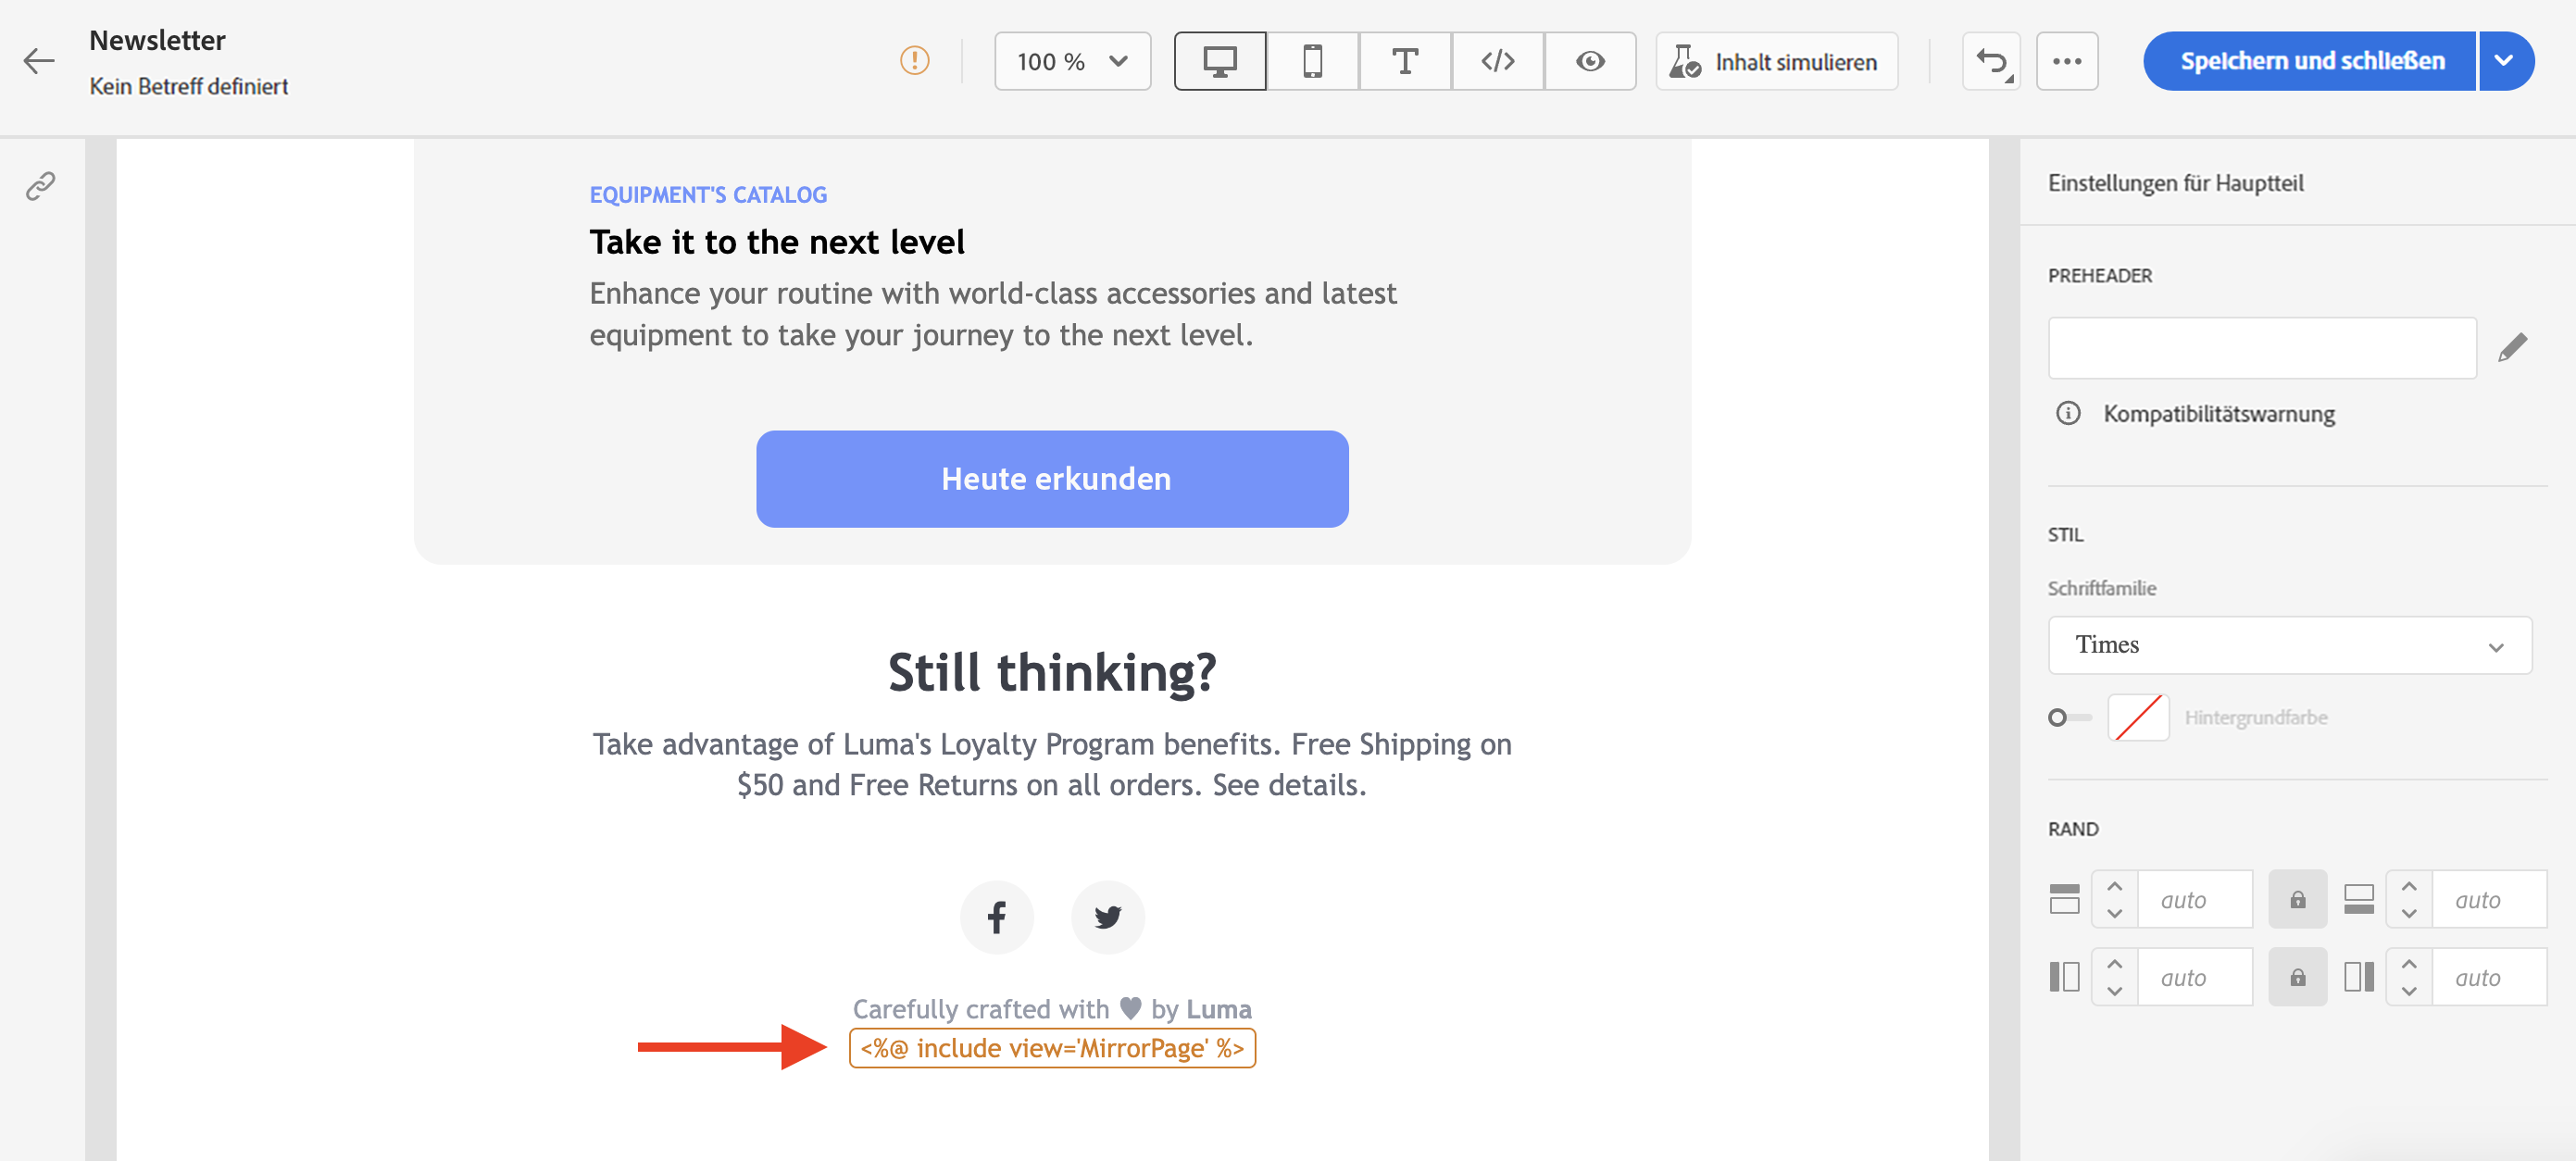 Newsletter
Kein Betreff definiert
100 %
Inhalt simulieren
Speichern und schließen
EQUIPMENT'S CATALOG
Take it to the next level
Enhance your routine with world-class accessories and latest
equipment to take your journey to the next level.
Heute erkunden
Still thinking?
Take advantage of Luma's Loyalty Program benefits. Free Shipping on
$50 and Free Returns on all orders. See details.
Carefully crafted with ♥ by Luma
<%@ include view='MirrorPage' %>
Einstellungen für Hauptteil
PREHEADER
Kompatibilitätswarnung
STIL
Schriftfamilie
Times
Hintergrundfarbe
RAND
auto auto
auto auto